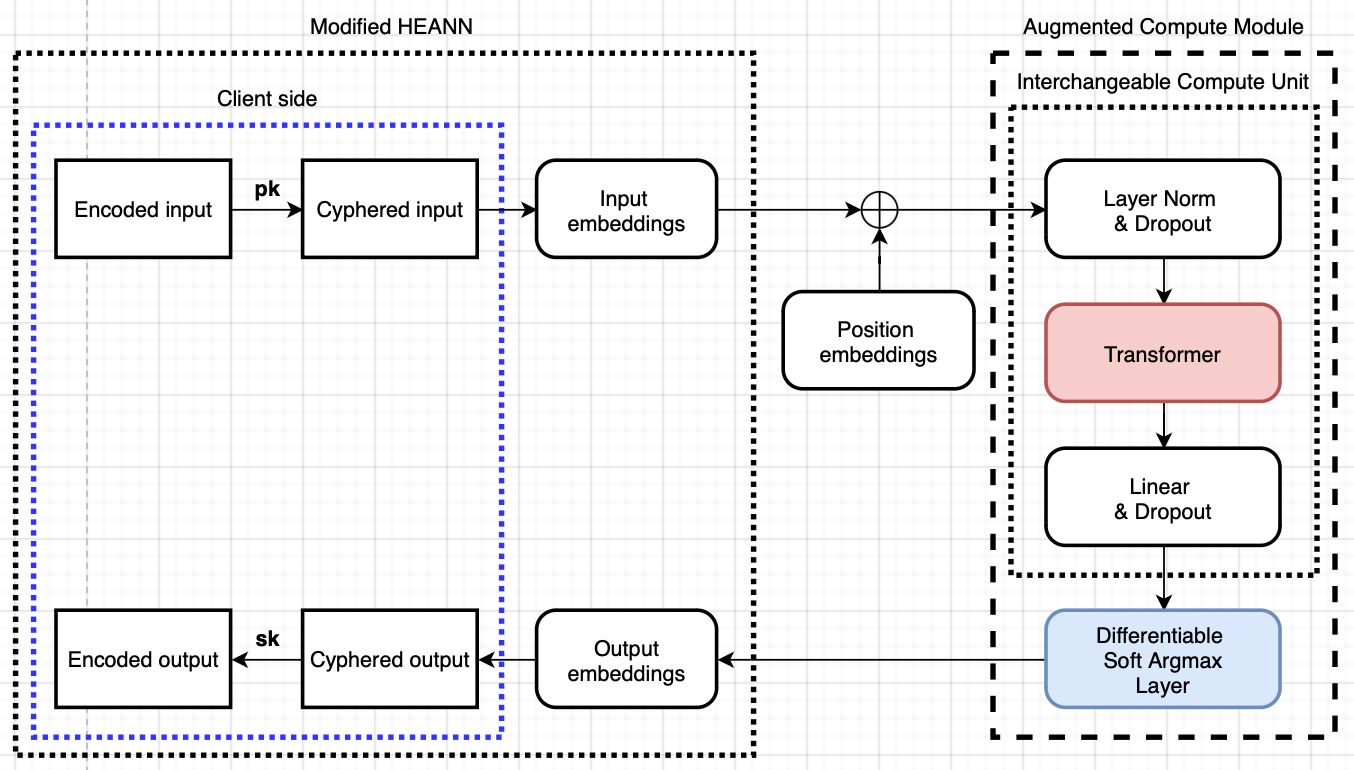 Modified HEANN
Augmented Compute Module
Interchangeable Compute Unit
Client side
Encoded input
pk
Cyphered input
Input
embeddings
Layer Norm
& Dropout
Position
embeddings
Transformer
Linear
& Dropout
Encoded output
sk
Cyphered output
Output
embeddings
Differentiable
Soft Argmax
Layer